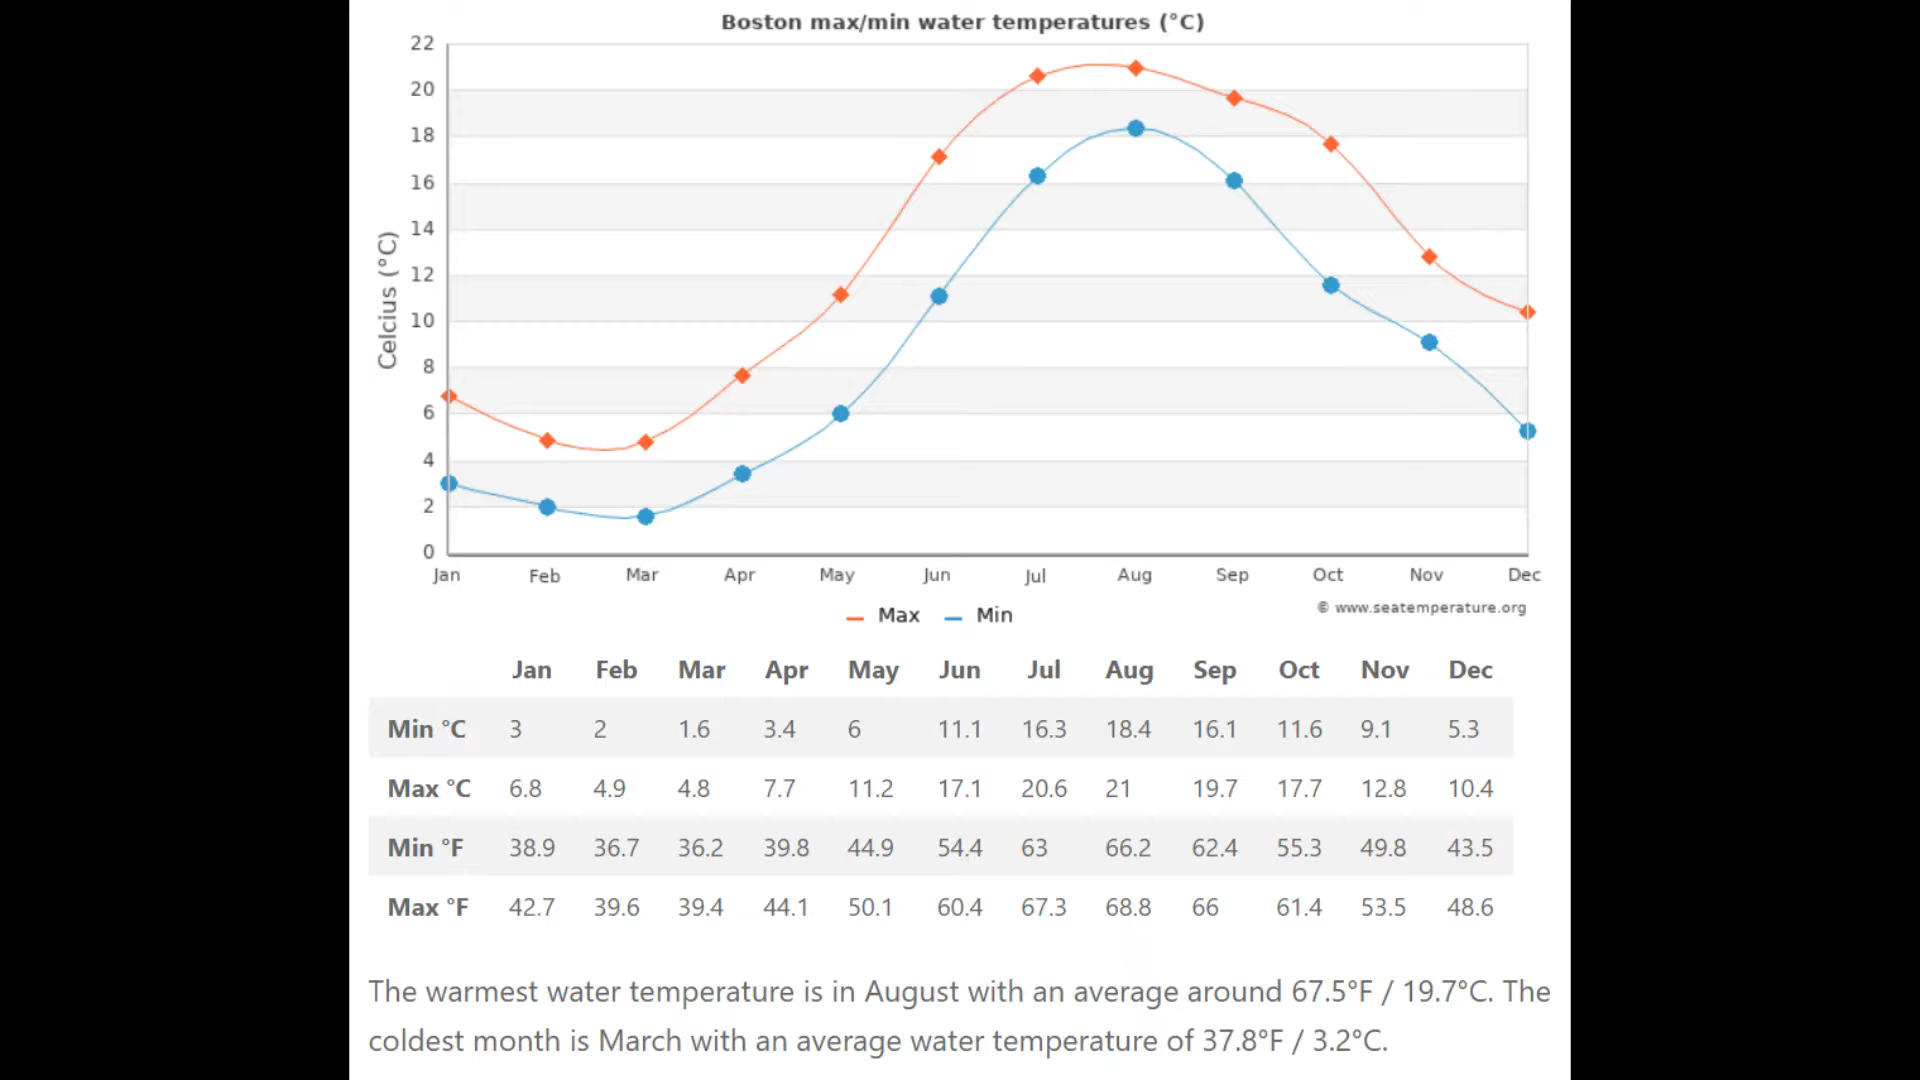 Boston max/min water temperatures (°C)
22
20
18
16
14
12
10
8
6
4
2
0
Celcius (°C)
Jan Feb Mar Apr May Jun Jul Aug Sep Oct Nov Dec
Max Min
© www.seatemperature.org
Jan Feb Mar Apr May Jun Jul Aug Sep Oct Nov Dec
Min °C 3 2 1.6 3.4 6 11.1 16.3 18.4 16.1 11.6 9.1 5.3
Max °C 6.8 4.9 4.8 7.7 11.2 17.1 20.6 21 19.7 17.7 12.8 10.4
Min °F 38.9 36.7 36.2 39.8 44.9 54.4 63 66.2 62.4 55.3 49.8 43.5
Max °F 42.7 39.6 39.4 44.1 50.1 60.4 67.3 68.8 66 61.4 53.5 48.6
The warmest water temperature is in August with an average around 67.5°F / 19.7°C. The
coldest month is March with an average water temperature of 37.8°F / 3.2°C.